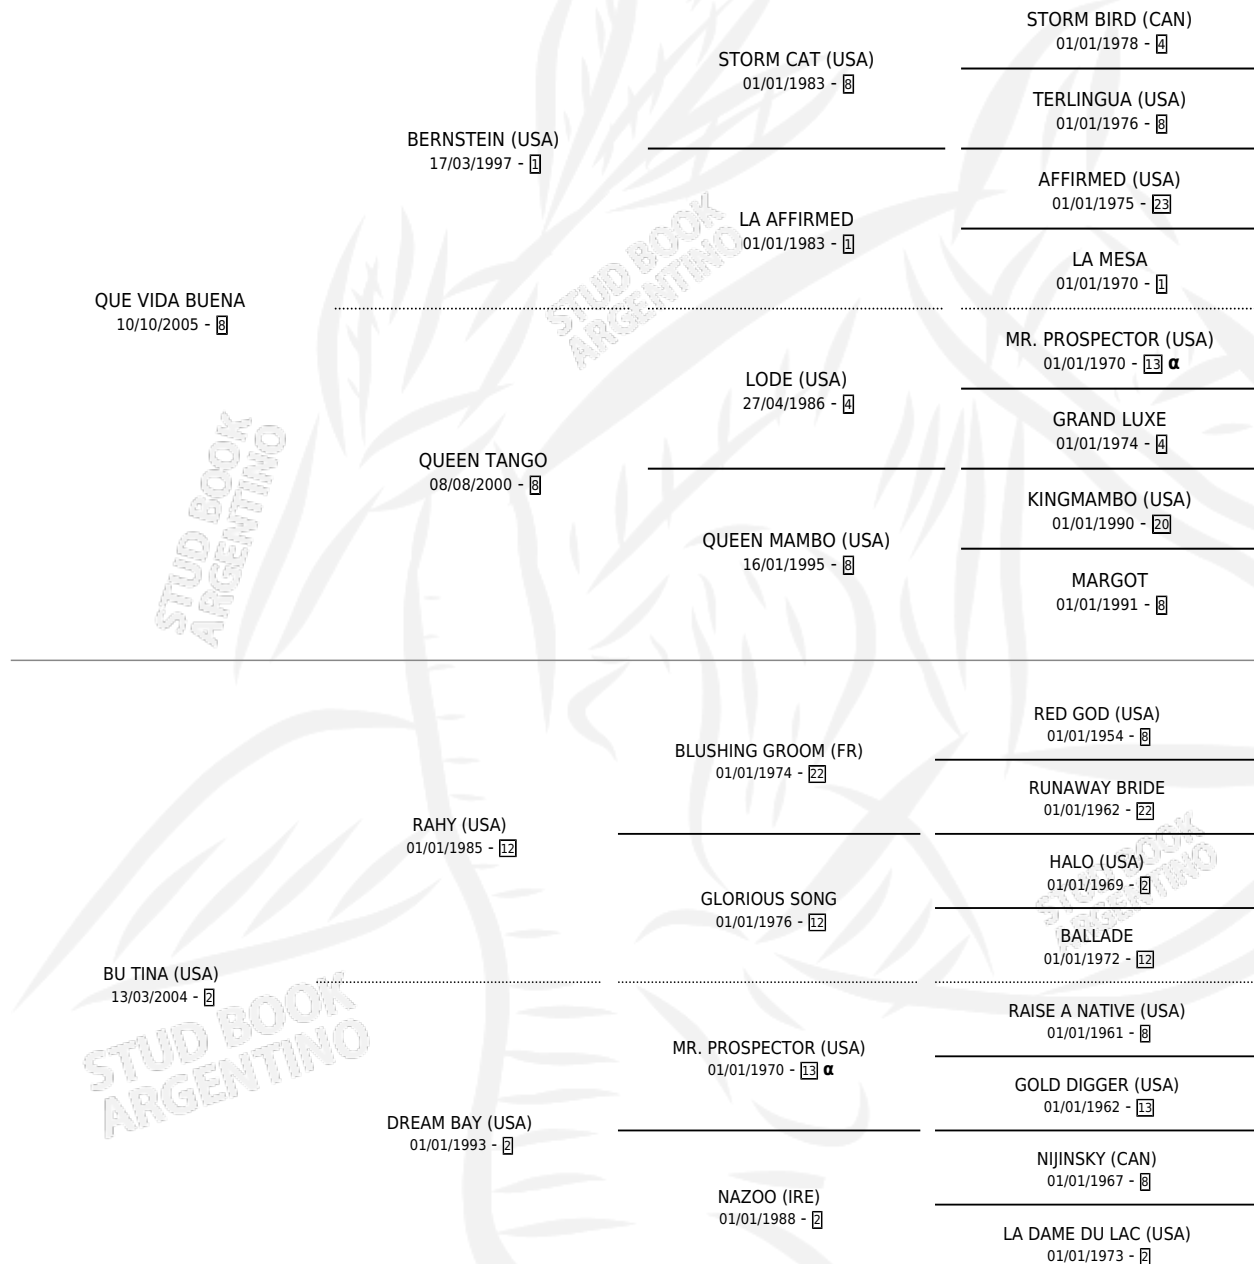 STORM BIRD (CAN)
01/01/1978 - 4
STORM CAT (USA)
01/01/1983 - 8
TERLINGUA (USA)
01/01/1976 - 8
BERNSTEIN (USA)
17/03/1997 - 1
AFFIRMED (USA)
01/01/1975 - 23
LA AFFIRMED
01/01/1983 - 1
LA MESA
01/01/1970 - 1
QUE VIDA BUENA
10/10/2005 - 8
MR. PROSPECTOR (USA)
01/01/1970 - 13 α
LODE (USA)
27/04/1986 - 4
GRAND LUXE
01/01/1974 - 4
QUEEN TANGO
08/08/2000 - 8
KINGMAMBO (USA)
01/01/1990 - 20
QUEEN MAMBO (USA)
16/01/1995 - 8
MARGOT
01/01/1991 - 8
STUD BOOK
ARGENTINO
STUD BOOK
ARGENTINO
RED GOD (USA)
01/01/1954 - 8
BLUSHING GROOM (FR)
01/01/1974 - 22
RUNAWAY BRIDE
01/01/1962 - 22
RAHY (USA)
01/01/1985 - 12
HALO (USA)
01/01/1969 - 2
GLORIOUS SONG
01/01/1976 - 12
BALLADE
01/01/1972 - 12
BU TINA (USA)
13/03/2004 - 2
RAISE A NATIVE (USA)
01/01/1961 - 8
MR. PROSPECTOR (USA)
01/01/1970 - 13 α
GOLD DIGGER (USA)
01/01/1962 - 13
DREAM BAY (USA)
01/01/1993 - 2
NIJINSKY (CAN)
01/01/1967 - 8
NAZOO (IRE)
01/01/1988 - 2
LA DAME DU LAC (USA)
01/01/1973 - 2
STUD BOOK
ARGENTINO
STUD BOOK
ARGENTINO